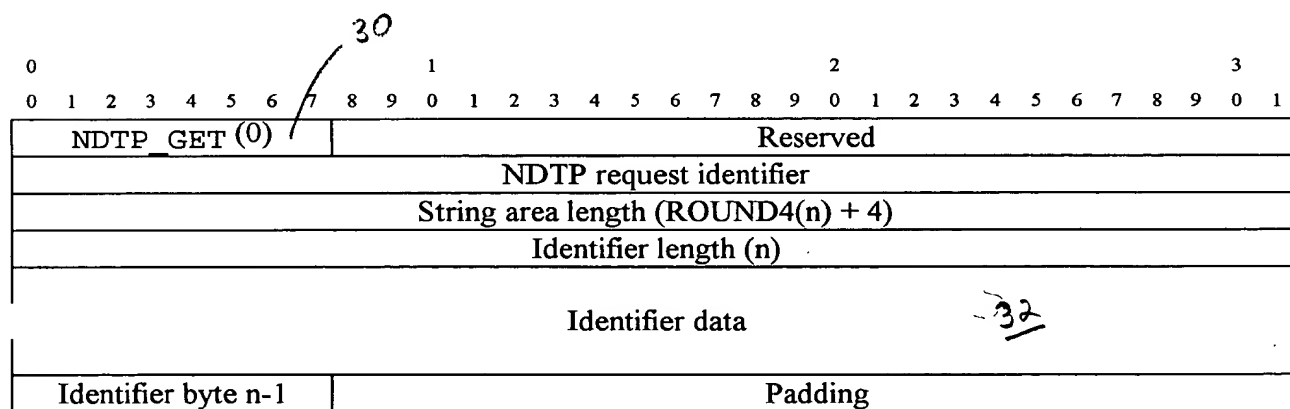 30
0 1 2 3
0 1 2 3 4 5 6 7 8 9 0 1 2 3 4 5 6 7 8 9 0 1 2 3 4 5 6 7 8 9 0 1
NDTP_GET (0) Reserved
NDTP request identifier
String area length (ROUND4(n) + 4)
Identifier length (n)
Identifier data 32
Identifier byte n-1 Padding